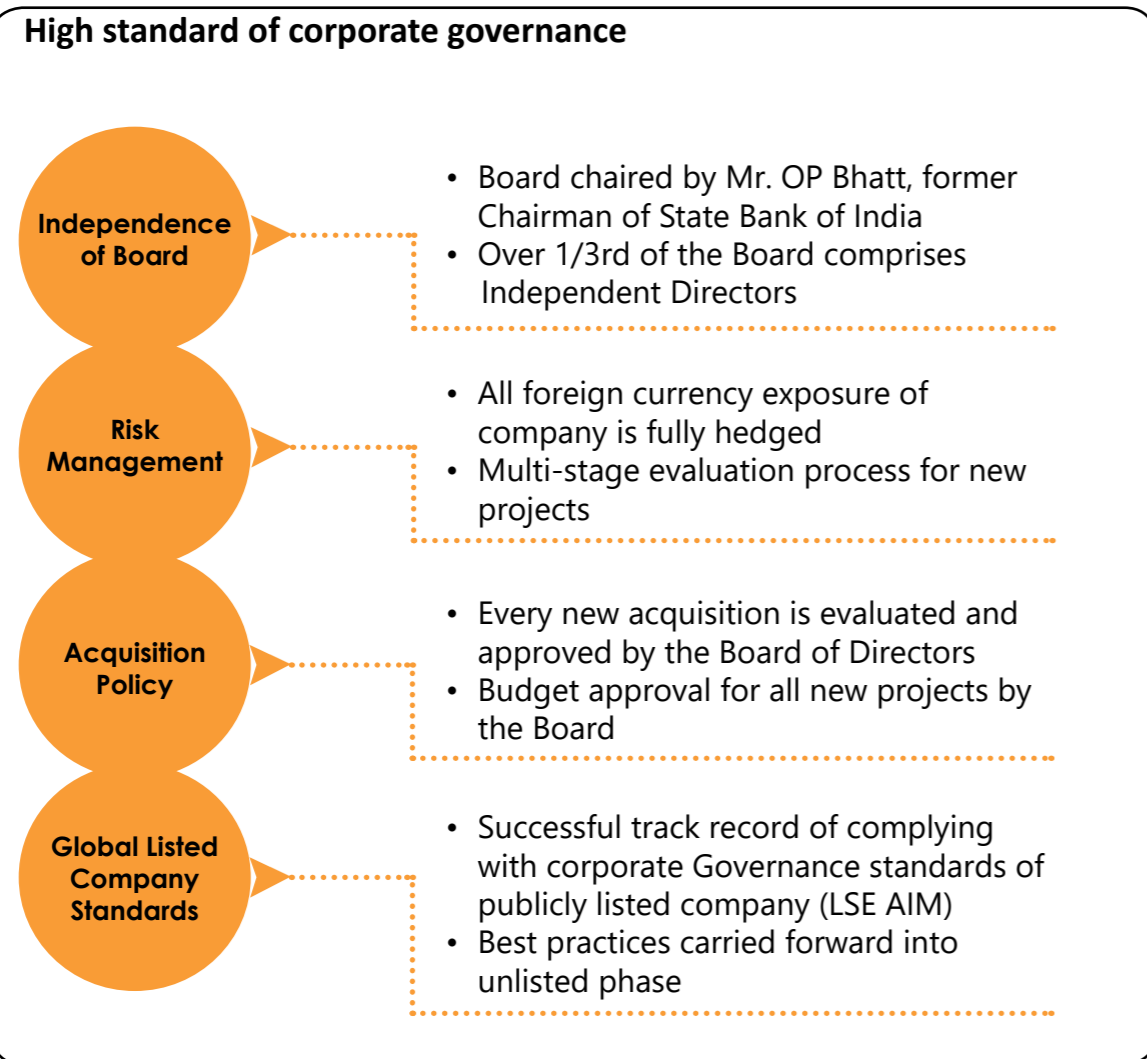 High standard of corporate governance
Independence
of Board
• Board chaired by Mr. OP Bhatt, former
Chairman of State Bank of India
• Over 1/3rd of the Board comprises
Independent Directors
Risk
Management
• All foreign currency exposure of
company is fully hedged
• Multi-stage evaluation process for new
projects
Acquisition
Policy
• Every new acquisition is evaluated and
approved by the Board of Directors
• Budget approval for all new projects by
the Board
Global Listed
Company
Standards
• Successful track record of complying
with corporate Governance standards of
publicly listed company (LSE AIM)
• Best practices carried forward into
unlisted phase